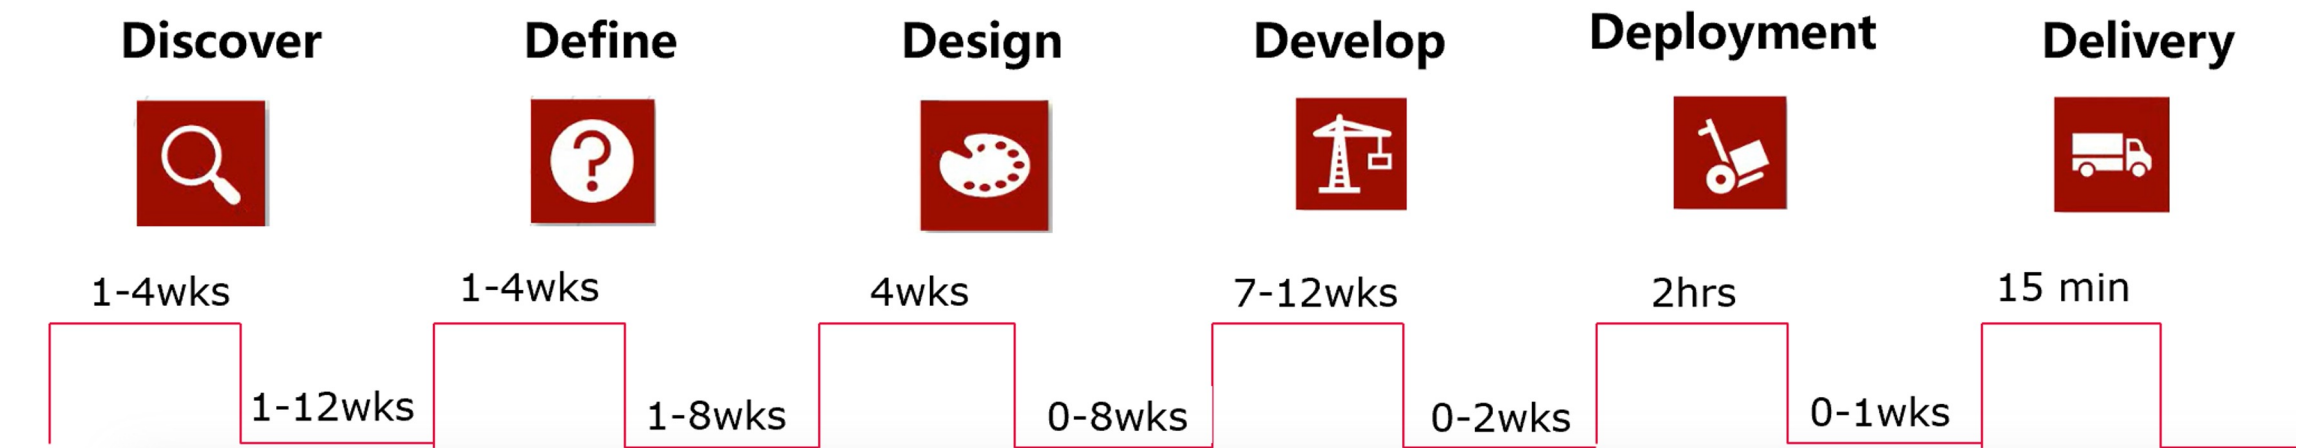 Discover
Define
Design
Develop
Deployment
Delivery
?
1-4wks
1-4wks
4wks
7-12wks
2hrs
15 min
1-12wks
1-8wks
0-8wks
0-2wks
0-1wks